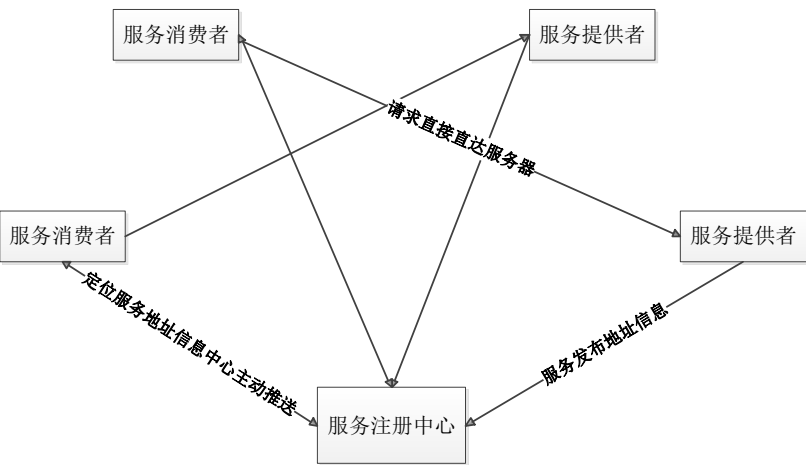 服务消费者
服务提供者
请求直接直达服务器
服务消费者
服务提供者
定位服务地址信息中心主动推送
服务发布地址信息
服务注册中心